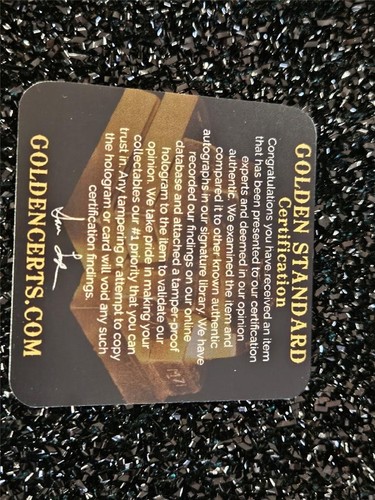 GOLDEN STANDARD
Certification
Congratulations you have received an item
that has been presented to our certification
experts and deemed in our opinion
authentic. We examined the item and
compared it to other known authentic
autographs in our signature library. We have
recorded our findings on our online
database and attached a tamper-proof
hologram to the item to validate our
opinion. We take pride in making your
collectables our #1 priority that you can
trust in. Any tampering or attempt to copy
the hologram or card will void any such
certification findings.
GOLDENCERTS.COM